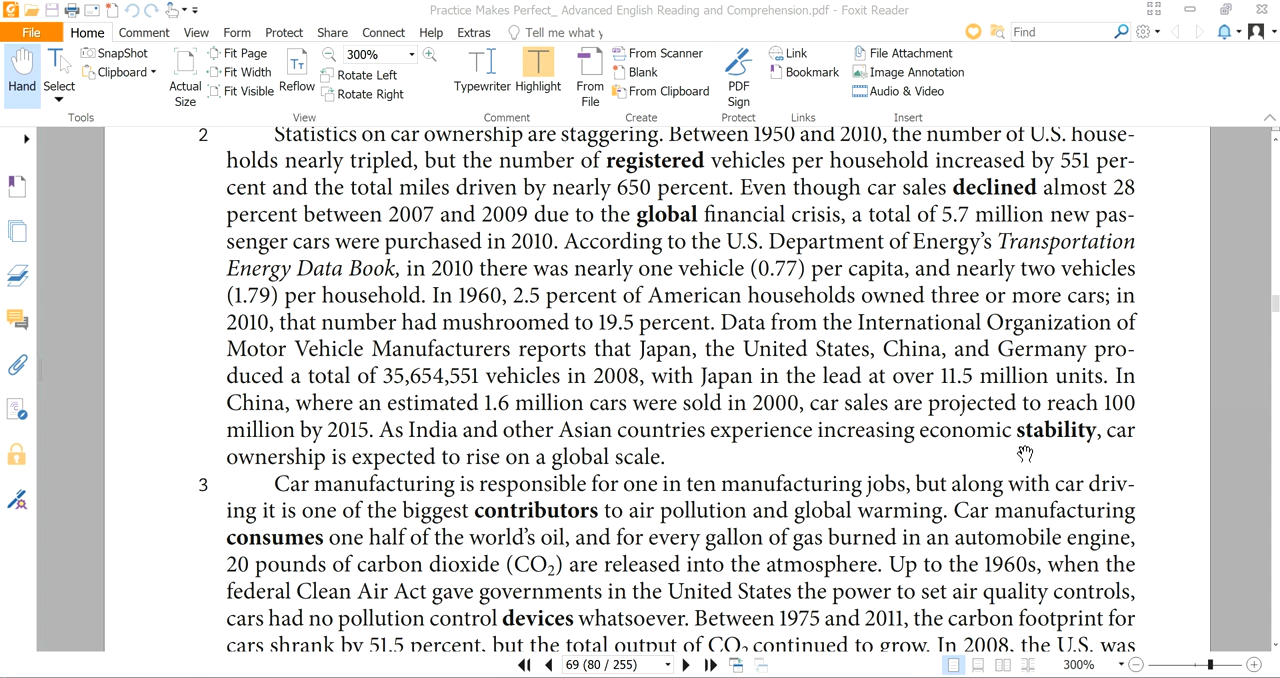 Practice Makes Perfect_ Advanced English Reading and Comprehension.pdf - Foxit Reader
File Home Comment View Form Protect Share Connect Help Extras Tell me what y Find
Hand
Select
SnapShot
Clipboard
Tools
Actual Size
Fit Page
Fit Width
Fit Visible
Reflow
300%
Rotate Left
Rotate Right
View
Typewriter Highlight
Comment
From File
From Scanner
Blank
From Clipboard
Create
PDF Sign
Protect
Link
Bookmark
Links
File Attachment
Image Annotation
Audio & Video
Insert
2 Statistics on car ownership are staggering. Between 1950 and 2010, the number of U.S. house-
holds nearly tripled, but the number of registered vehicles per household increased by 551 per-
cent and the total miles driven by nearly 650 percent. Even though car sales declined almost 28
percent between 2007 and 2009 due to the global financial crisis, a total of 5.7 million new pas-
senger cars were purchased in 2010. According to the U.S. Department of Energy’s Transportation
Energy Data Book, in 2010 there was nearly one vehicle (0.77) per capita, and nearly two vehicles
(1.79) per household. In 1960, 2.5 percent of American households owned three or more cars; in
2010, that number had mushroomed to 19.5 percent. Data from the International Organization of
Motor Vehicle Manufacturers reports that Japan, the United States, China, and Germany pro-
duced a total of 35,654,551 vehicles in 2008, with Japan in the lead at over 11.5 million units. In
China, where an estimated 1.6 million cars were sold in 2000, car sales are projected to reach 100
million by 2015. As India and other Asian countries experience increasing economic stability, car
ownership is expected to rise on a global scale.
3 Car manufacturing is responsible for one in ten manufacturing jobs, but along with car driv-
ing it is one of the biggest contributors to air pollution and global warming. Car manufacturing
consumes one half of the world’s oil, and for every gallon of gas burned in an automobile engine,
20 pounds of carbon dioxide (CO₂) are released into the atmosphere. Up to the 1960s, when the
federal Clean Air Act gave governments in the United States the power to set air quality controls,
cars had no pollution control devices whatsoever. Between 1975 and 2011, the carbon footprint for
cars shrank by 51.5 percent, but the total output of CO₂ continued to grow. In 2008, the U.S. was
69 (80 / 255)
300%